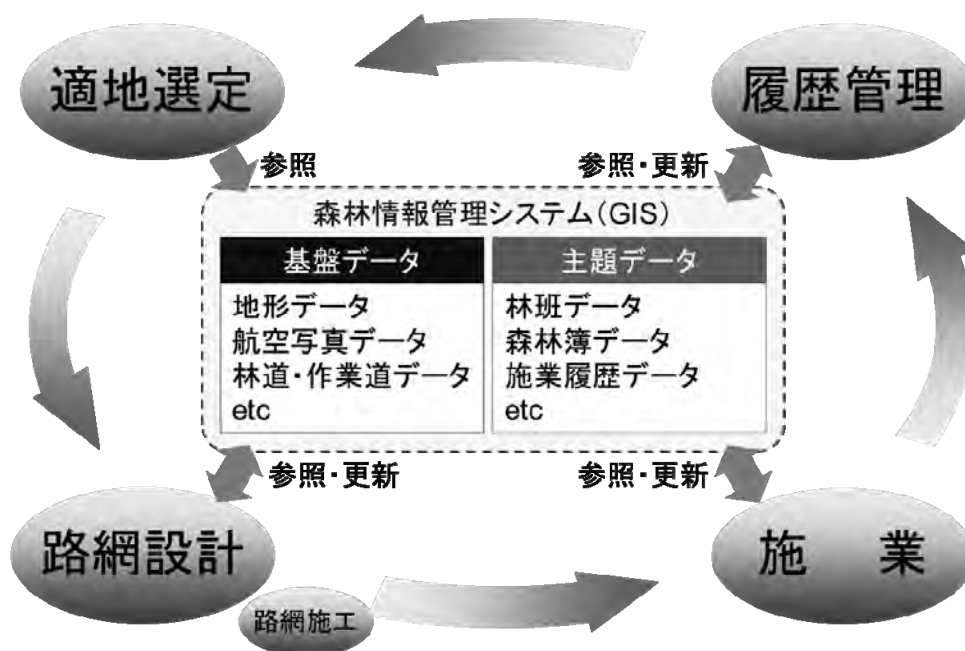 適地選定
履歴管理
参照
参照・更新
森林情報管理システム(GIS)
基盤データ
地形データ
航空写真データ
林道・作業道データ
etc
主題データ
林班データ
森林簿データ
施業履歴データ
etc
参照・更新
参照・更新
路網設計
施　業
路網施工